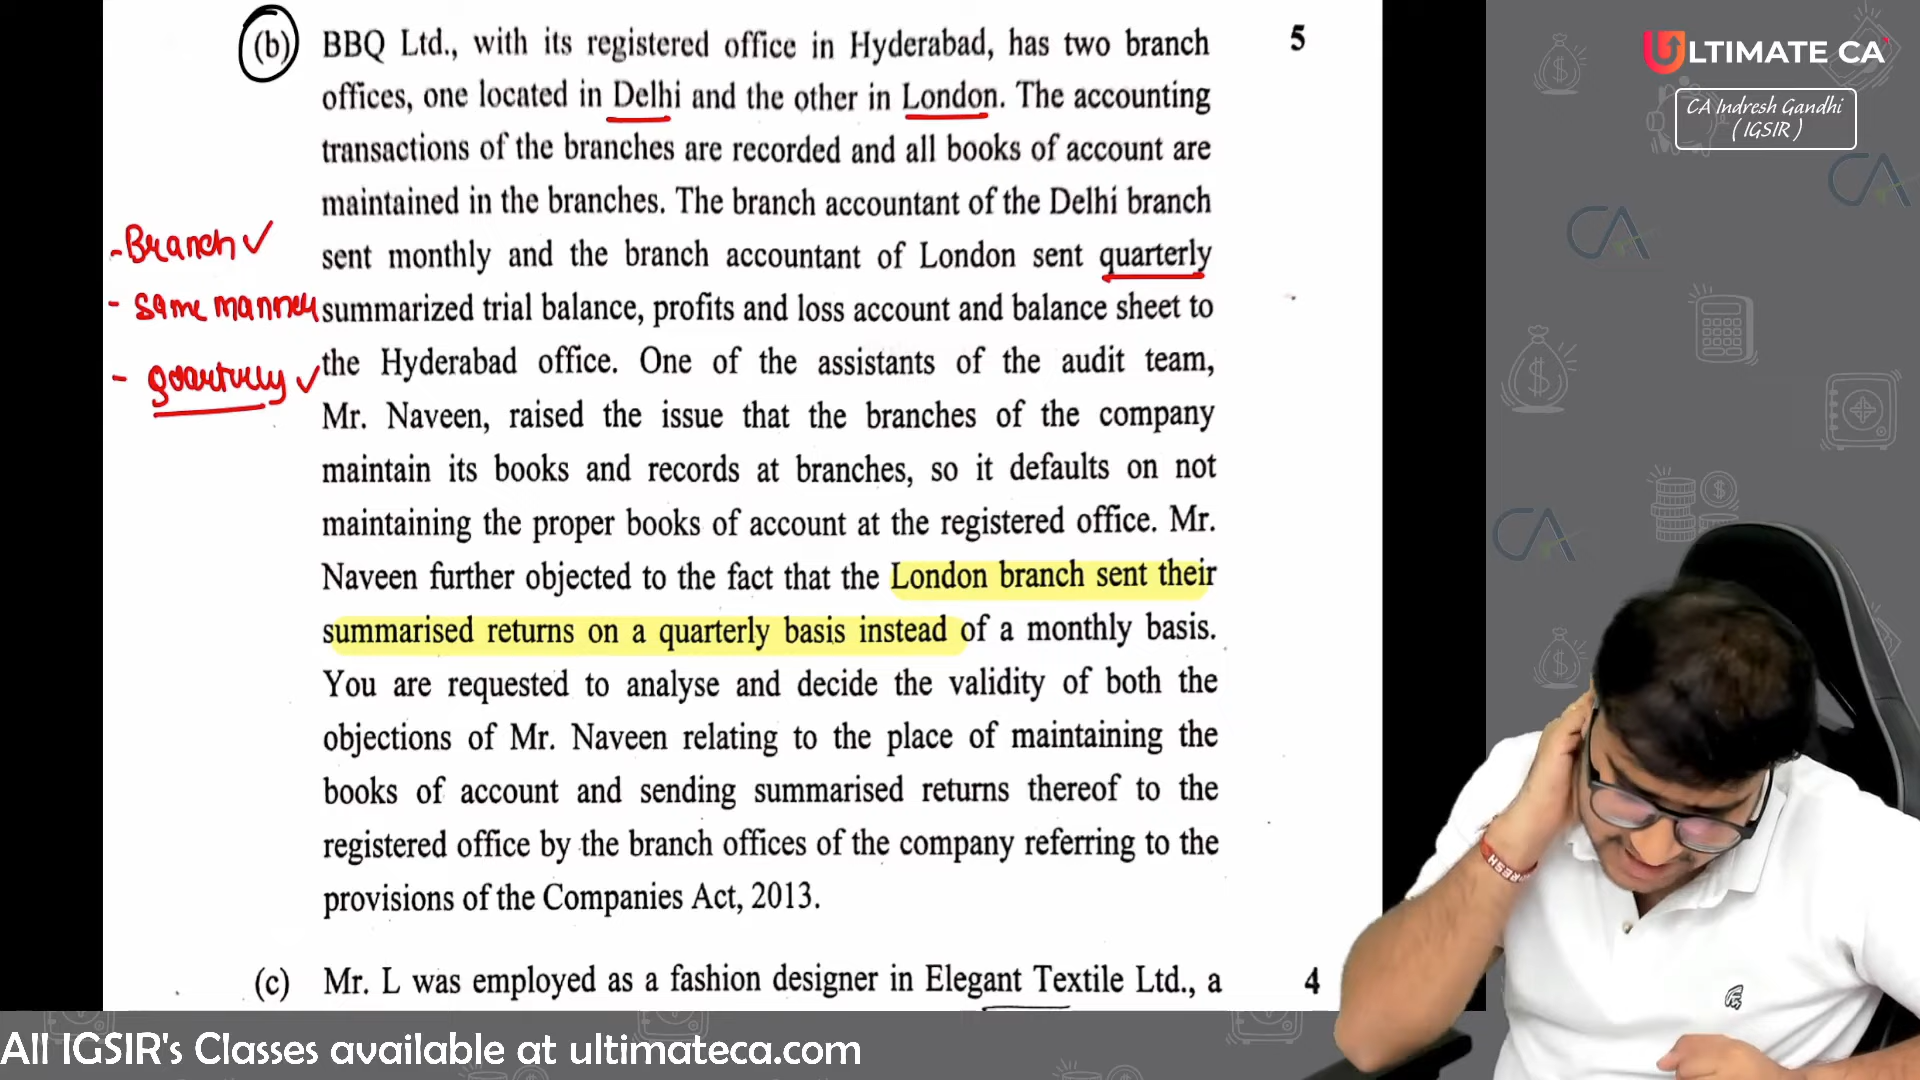 (b) BBQ Ltd., with its registered office in Hyderabad, has two branch 5
offices, one located in Delhi and the other in London. The accounting
transactions of the branches are recorded and all books of account are
maintained in the branches. The branch accountant of the Delhi branch
sent monthly and the branch accountant of London sent quarterly
summarized trial balance, profits and loss account and balance sheet to
the Hyderabad office. One of the assistants of the audit team,
Mr. Naveen, raised the issue that the branches of the company
maintain its books and records at branches, so it defaults on not
maintaining the proper books of account at the registered office. Mr.
Naveen further objected to the fact that the London branch sent their
summarised returns on a quarterly basis instead of a monthly basis.
You are requested to analyse and decide the validity of both the
objections of Mr. Naveen relating to the place of maintaining the
books of account and sending summarised returns thereof to the
registered office by the branch offices of the company referring to the
provisions of the Companies Act, 2013.
(c) Mr. L was employed as a fashion designer in Elegant Textile Ltd., a 4
- Branch ✓
- Same manner
- quarterly ✓
ULTIMATE CA
CA Indresh Gandhi
( IGSIR )
CA
CA
CA
All IGSIR's Classes available at ultimateca.com